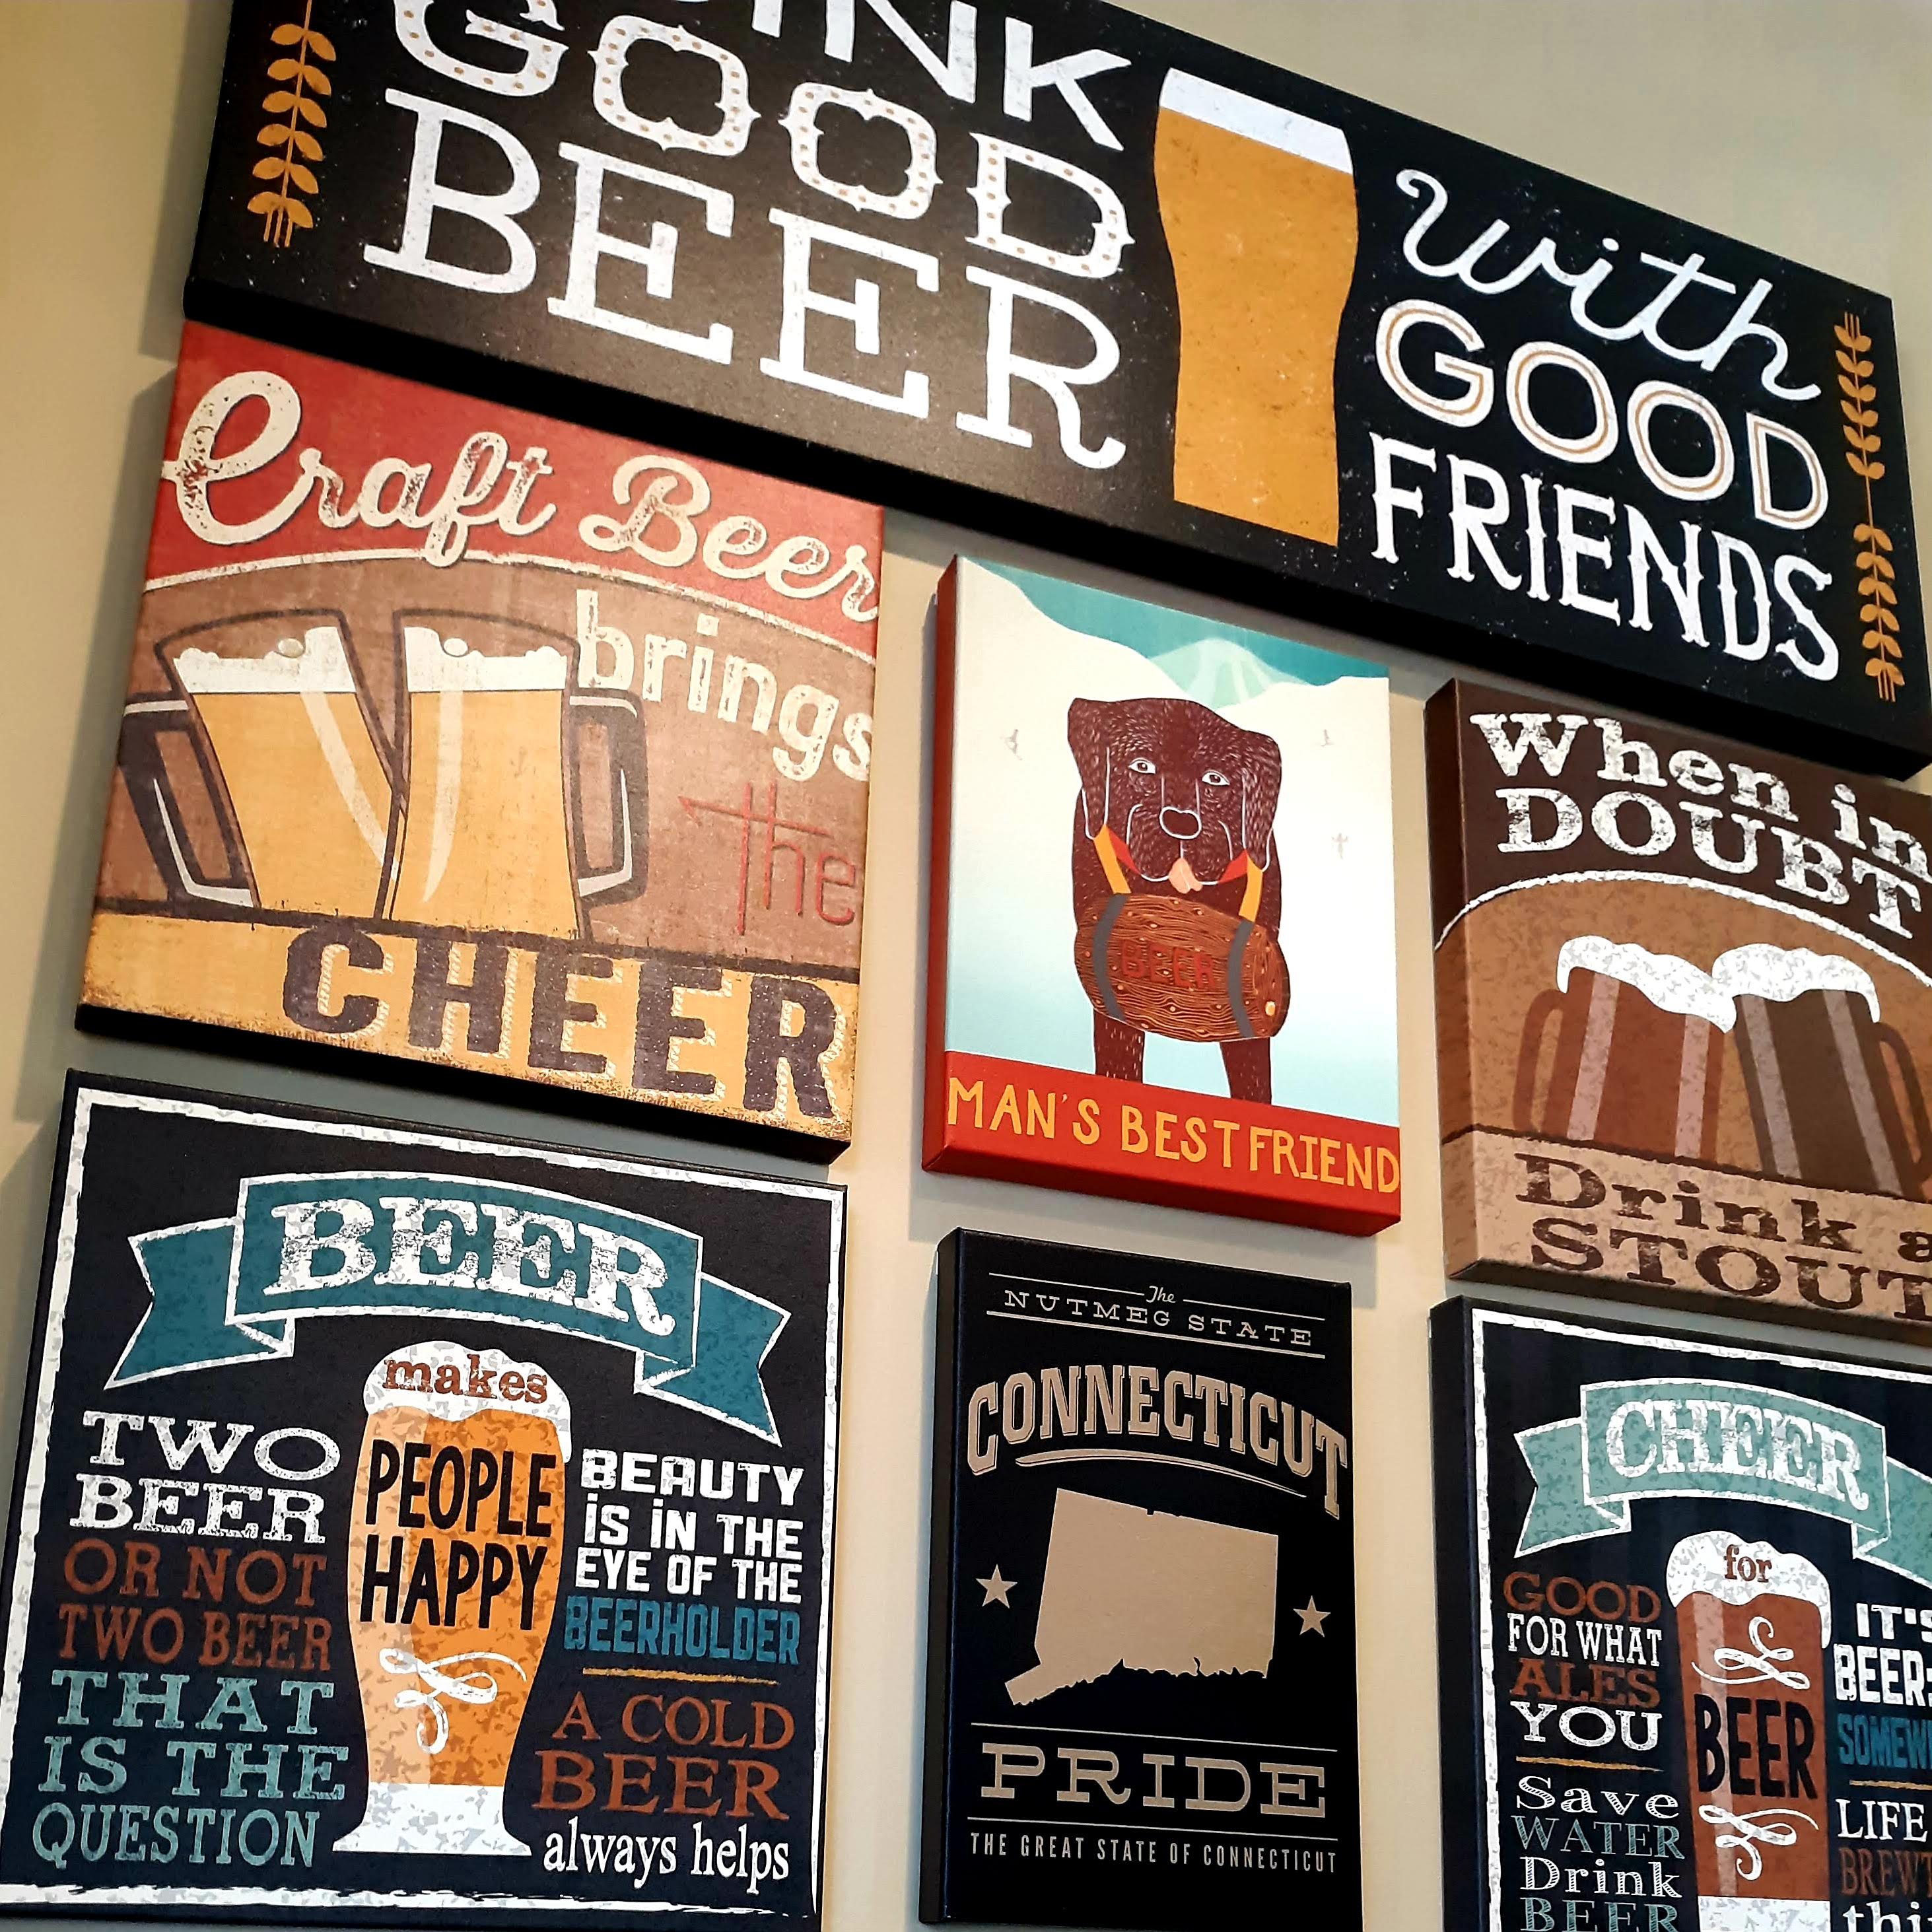 GOOD
BEER
with
GOOD
FRIENDS
Craft Beer
brings
the
CHEER
BEER
MAN'S BEST FRIEND
When in
DOUBT
Drink a
STOUT
BEER
makes
PEOPLE
HAPPY
TWO
BEER
OR NOT
TWO BEER
THAT
IS THE
QUESTION
BEAUTY
IS IN THE
EYE OF THE
BEERHOLDER
A COLD
BEER
always helps
The
NUTMEG STATE
CONNECTICUT
PRIDE
THE GREAT STATE OF CONNECTICUT
CHEER
for
BEER
GOOD
FOR WHAT
ALES
YOU
Save
WATER
Drink
BEER
IT'S
BEER
LIFE